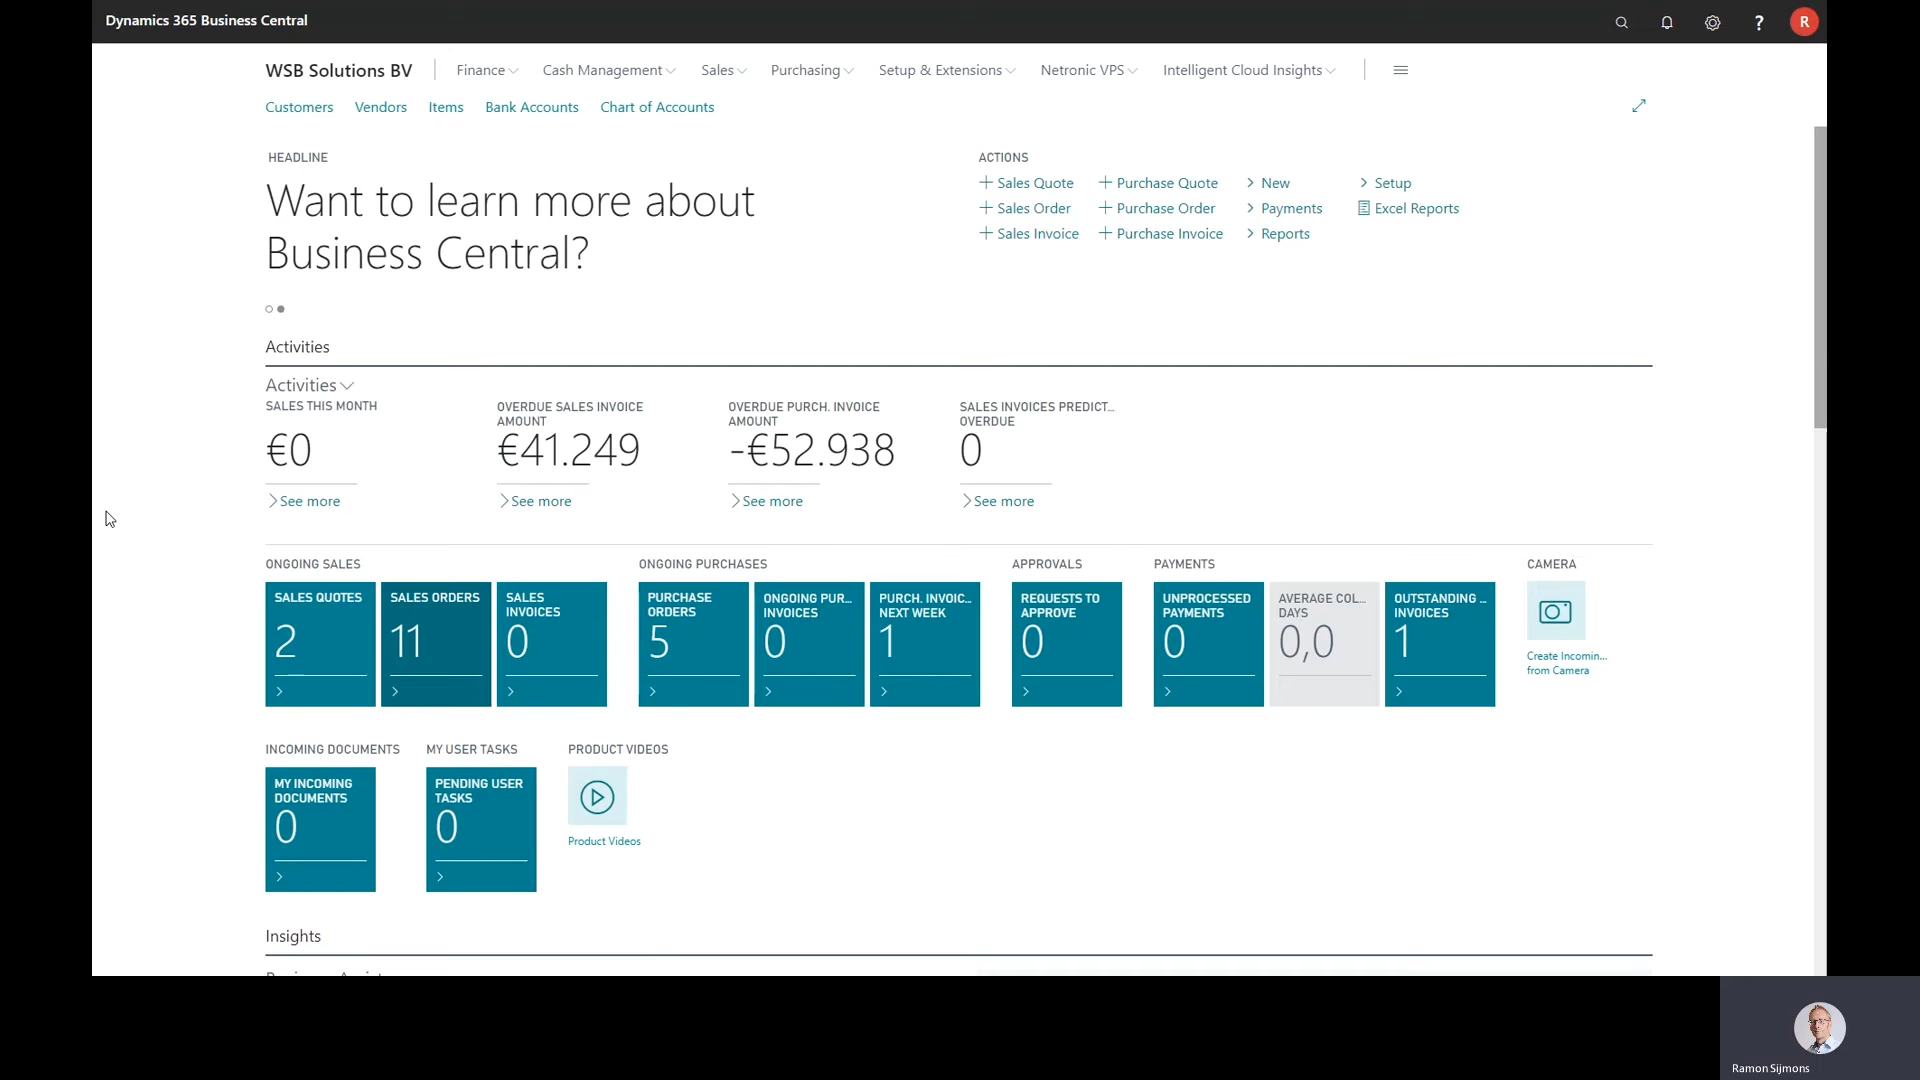 Dynamics 365 Business Central
?
R
WSB Solutions BV
Finance
Cash Management
Sales
Purchasing
Setup & Extensions
Netronic VPS
Intelligent Cloud Insights
Customers
Vendors
Items
Bank Accounts
Chart of Accounts
HEADLINE
Want to learn more about
Business Central?
ACTIONS
+ Sales Quote
+ Purchase Quote
> New
> Setup
+ Sales Order
+ Purchase Order
> Payments
Excel Reports
+ Sales Invoice
+ Purchase Invoice
> Reports
Activities
Activities
SALES THIS MONTH
€0
> See more
OVERDUE SALES INVOICE
AMOUNT
€41.249
> See more
OVERDUE PURCH. INVOICE
AMOUNT
-€52.938
> See more
SALES INVOICES PREDICT...
OVERDUE
0
> See more
ONGOING SALES
SALES QUOTES
2
>
SALES ORDERS
11
>
SALES
INVOICES
0
>
ONGOING PURCHASES
PURCHASE
ORDERS
5
>
ONGOING PUR...
INVOICES
0
>
PURCH. INVOIC...
NEXT WEEK
1
>
APPROVALS
REQUESTS TO
APPROVE
0
>
PAYMENTS
UNPROCESSED
PAYMENTS
0
>
AVERAGE COL...
DAYS
0,0
OUTSTANDING ...
INVOICES
1
>
CAMERA
Create Incomin...
from Camera
INCOMING DOCUMENTS
MY INCOMING
DOCUMENTS
0
>
MY USER TASKS
PENDING USER
TASKS
0
>
PRODUCT VIDEOS
Product Videos
Insights
Ramon Sijmons